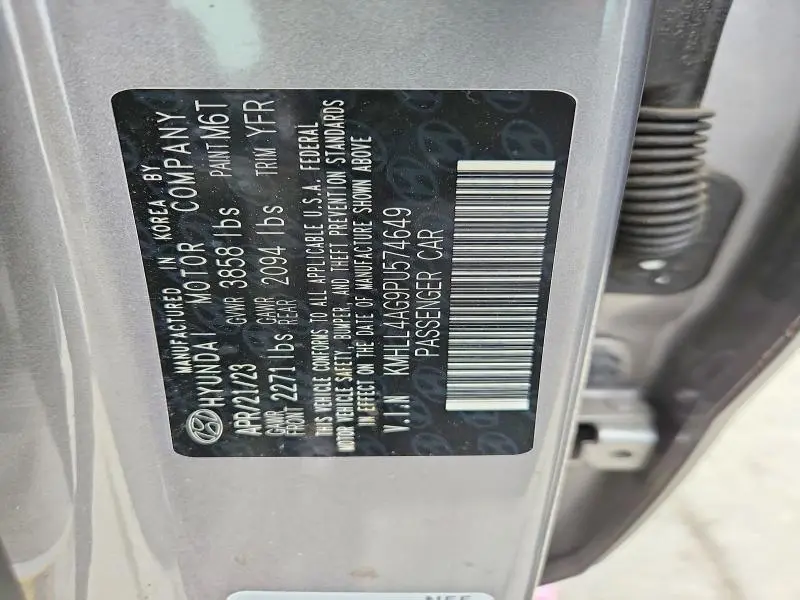 MANUFACTURED IN KOREA BY
HYUNDAI MOTOR COMPANY
APR/21/23 GVWR 3858 lbs PAINT M6T
GAWR FRONT 2271 lbs GAWR REAR 2094 lbs TRIM YFR
THIS VEHICLE CONFORMS TO ALL APPLICABLE U.S.A. FEDERAL
MOTOR VEHICLE SAFETY, BUMPER, AND THEFT PREVENTION STANDARDS
IN EFFECT ON THE DATE OF MANUFACTURE SHOWN ABOVE
V.I.N KMHLL4AG9PU574649
PASSENGER CAR